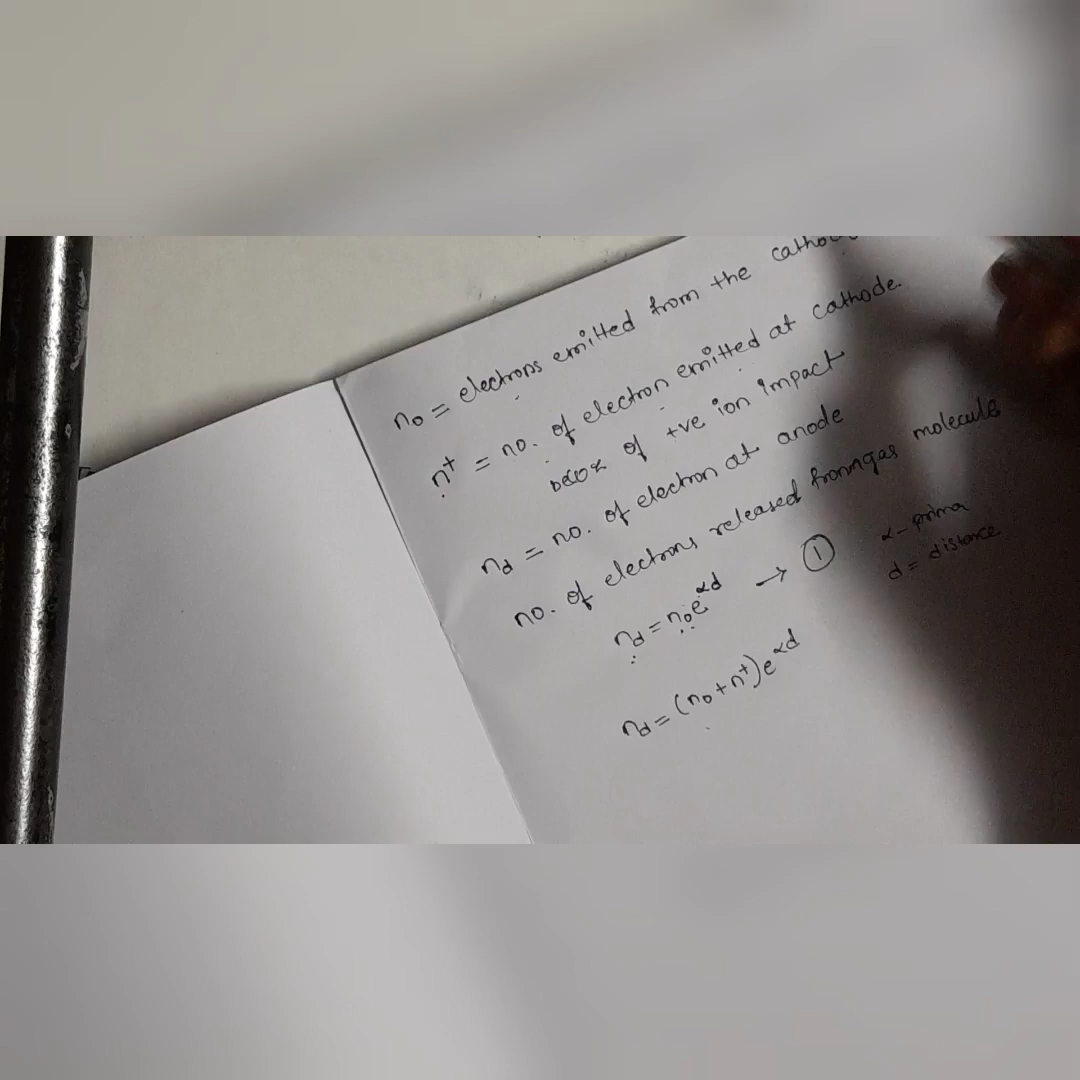 n₀ = electrons emitted from the
n⁺ = no. of electron emitted at cathode.
of +ve ion impact
n_d = no. of electron at anode
no. of electrons released from gas molecule
n_d = n₀e^αd → ①
α - prima
d = distance
n_d = (n₀ + n⁺)e^αd